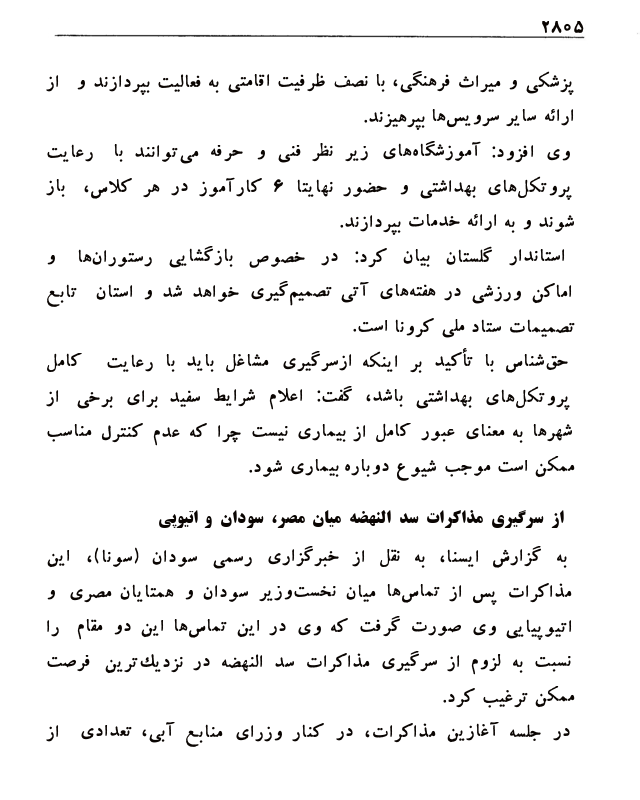 ۲۸۰۵
پزشکی و میراث فرهنگی، با نصف ظرفیت اقامتی به فعالیت بپردازند و از
ارائه سایر سرویس‌ها بپرهیزند.
وی افزود: آموزشگاه‌های زیر نظر فنی و حرفه می‌توانند با رعایت
پروتکل‌های بهداشتی و حضور نهایتا ۶ کارآموز در هر کلاس، باز
شوند و به ارائه خدمات بپردازند.
استاندار گلستان بیان کرد: در خصوص بازگشایی رستوران‌ها و
اماکن ورزشی در هفته‌های آتی تصمیم‌گیری خواهد شد و استان تابع
تصمیمات ستاد ملی کرونا است.
حق‌شناس با تأکید بر اینکه ازسرگیری مشاغل باید با رعایت کامل
پروتکل‌های بهداشتی باشد، گفت: اعلام شرایط سفید برای برخی از
شهرها به معنای عبور کامل از بیماری نیست چرا که عدم کنترل مناسب
ممکن است موجب شیوع دوباره بیماری شود.
از سرگیری مذاکرات سد النهضه میان مصر، سودان و اتیوپی
به گزارش ایسنا، به نقل از خبرگزاری رسمی سودان (سونا)، این
مذاکرات پس از تماس‌ها میان نخست‌وزیر سودان و همتایان مصری و
اتیوپیایی وی صورت گرفت که وی در این تماس‌ها این دو مقام را
نسبت به لزوم از سرگیری مذاکرات سد النهضه در نزدیك‌ترین فرصت
ممکن ترغیب کرد.
در جلسه آغازین مذاکرات، در کنار وزرای منابع آبی، تعدادی از